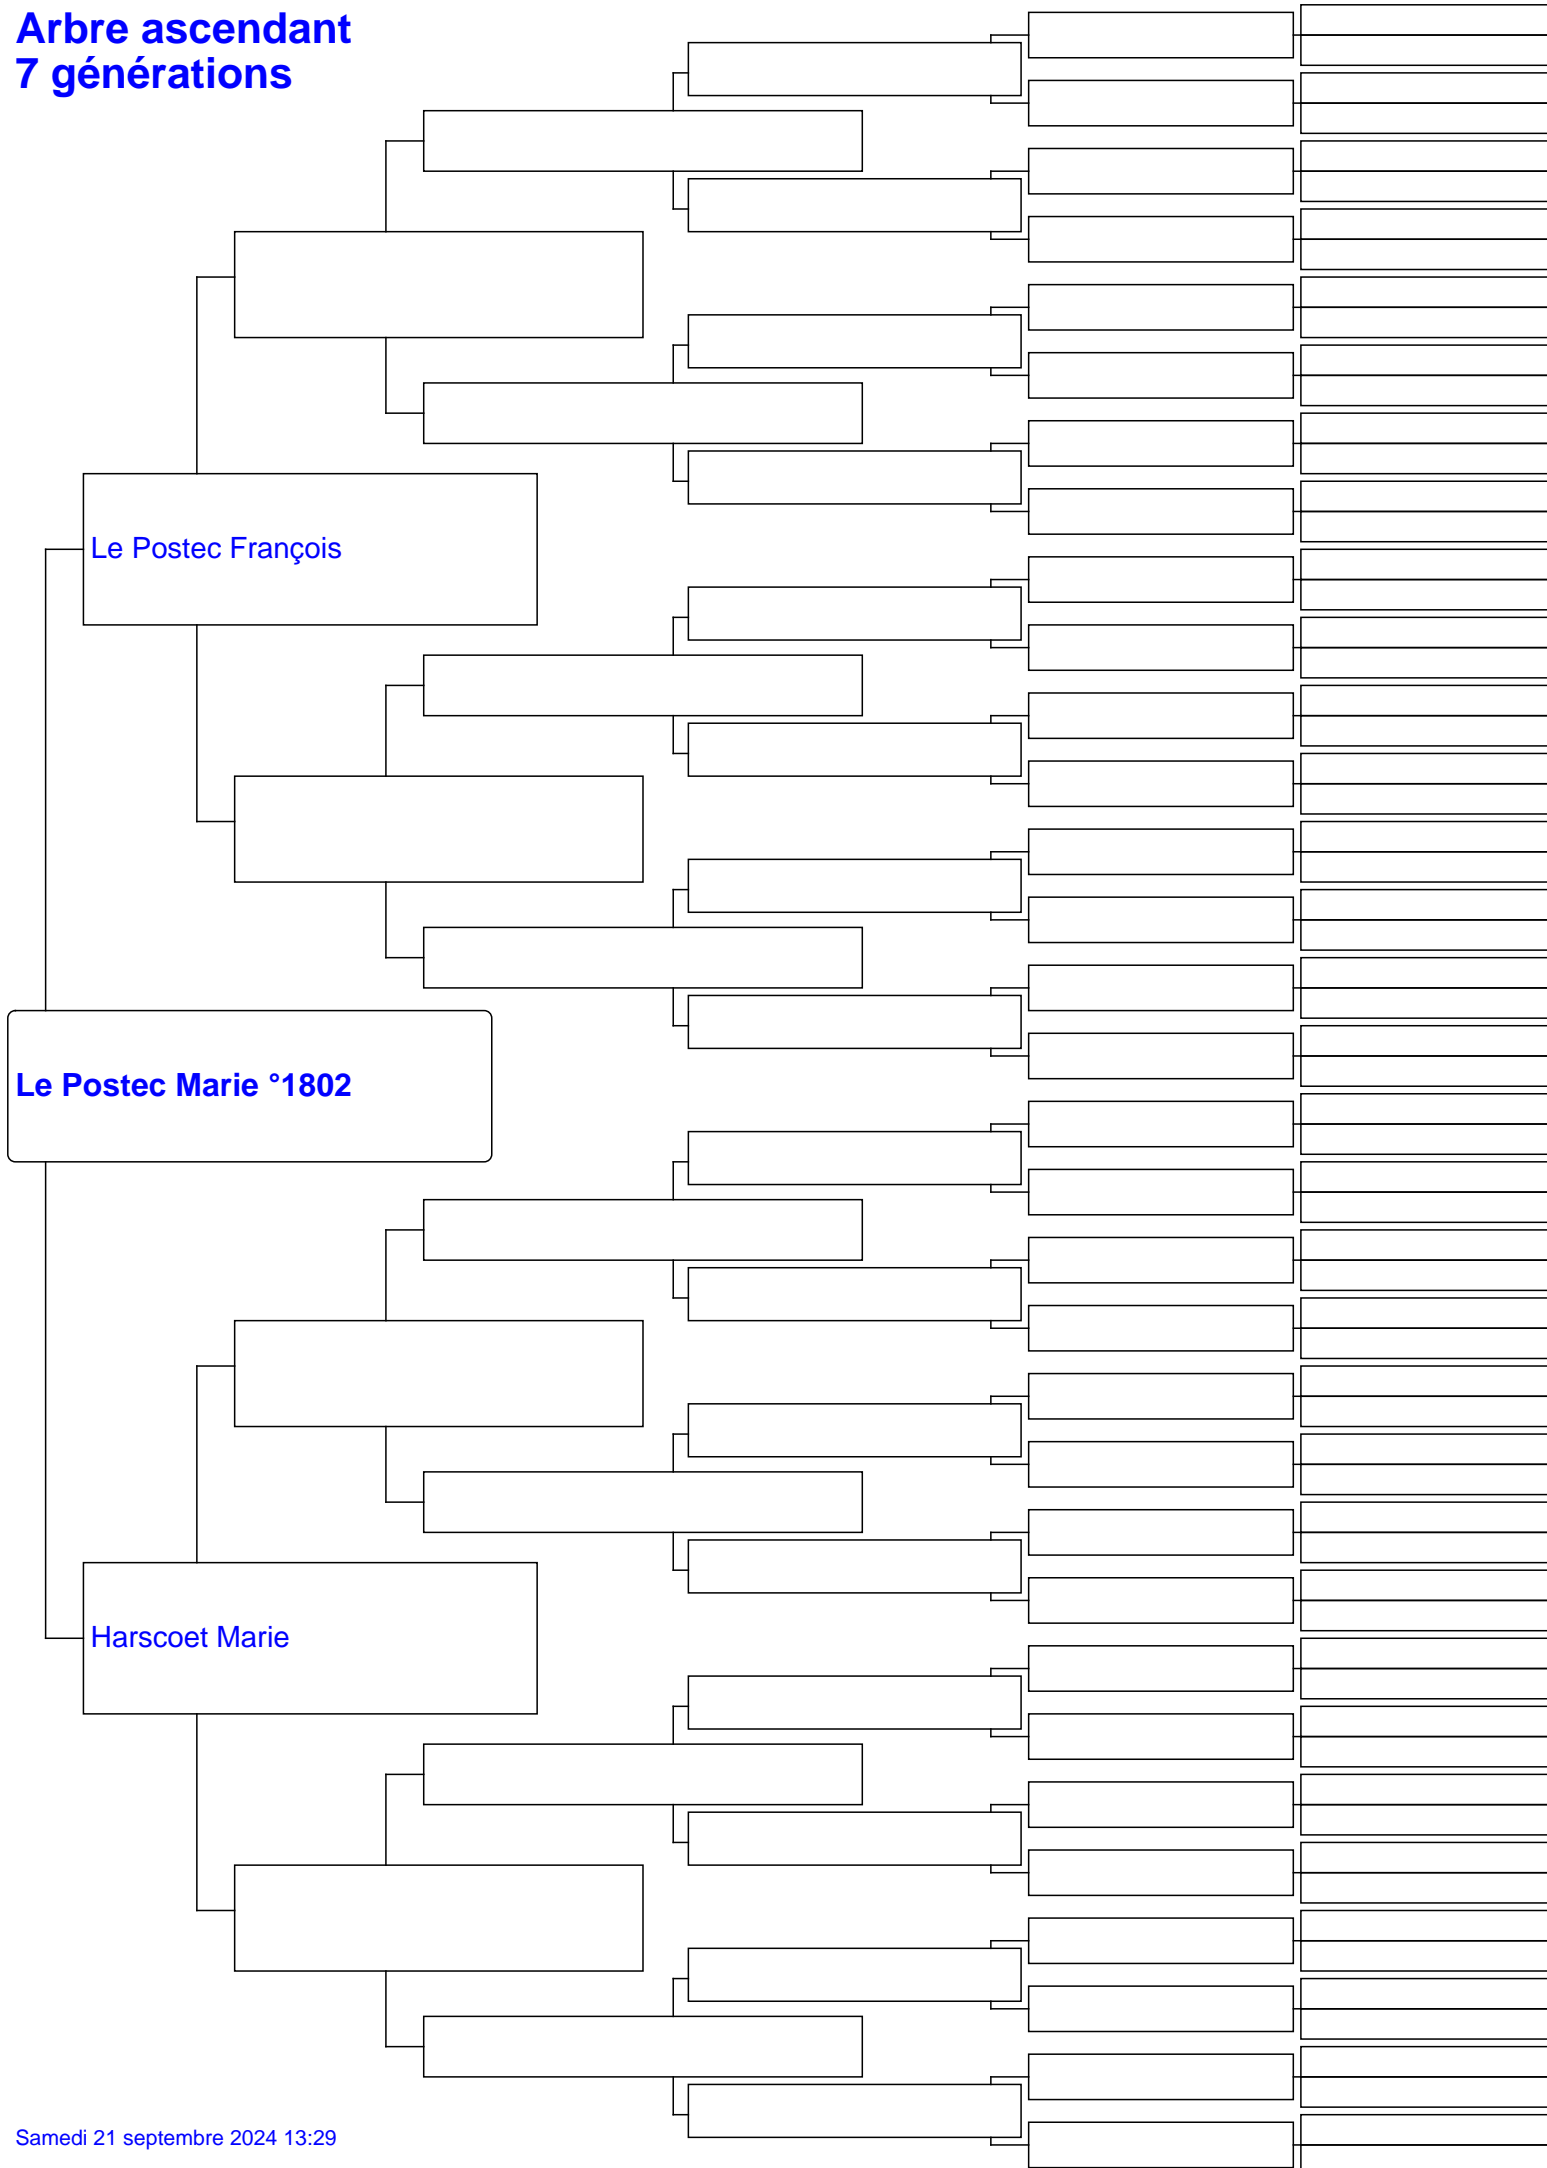 Arbre ascendant
7 générations
Le Postec François
Le Postec Marie °1802
Harscoet Marie
Samedi 21 septembre 2024 13:29